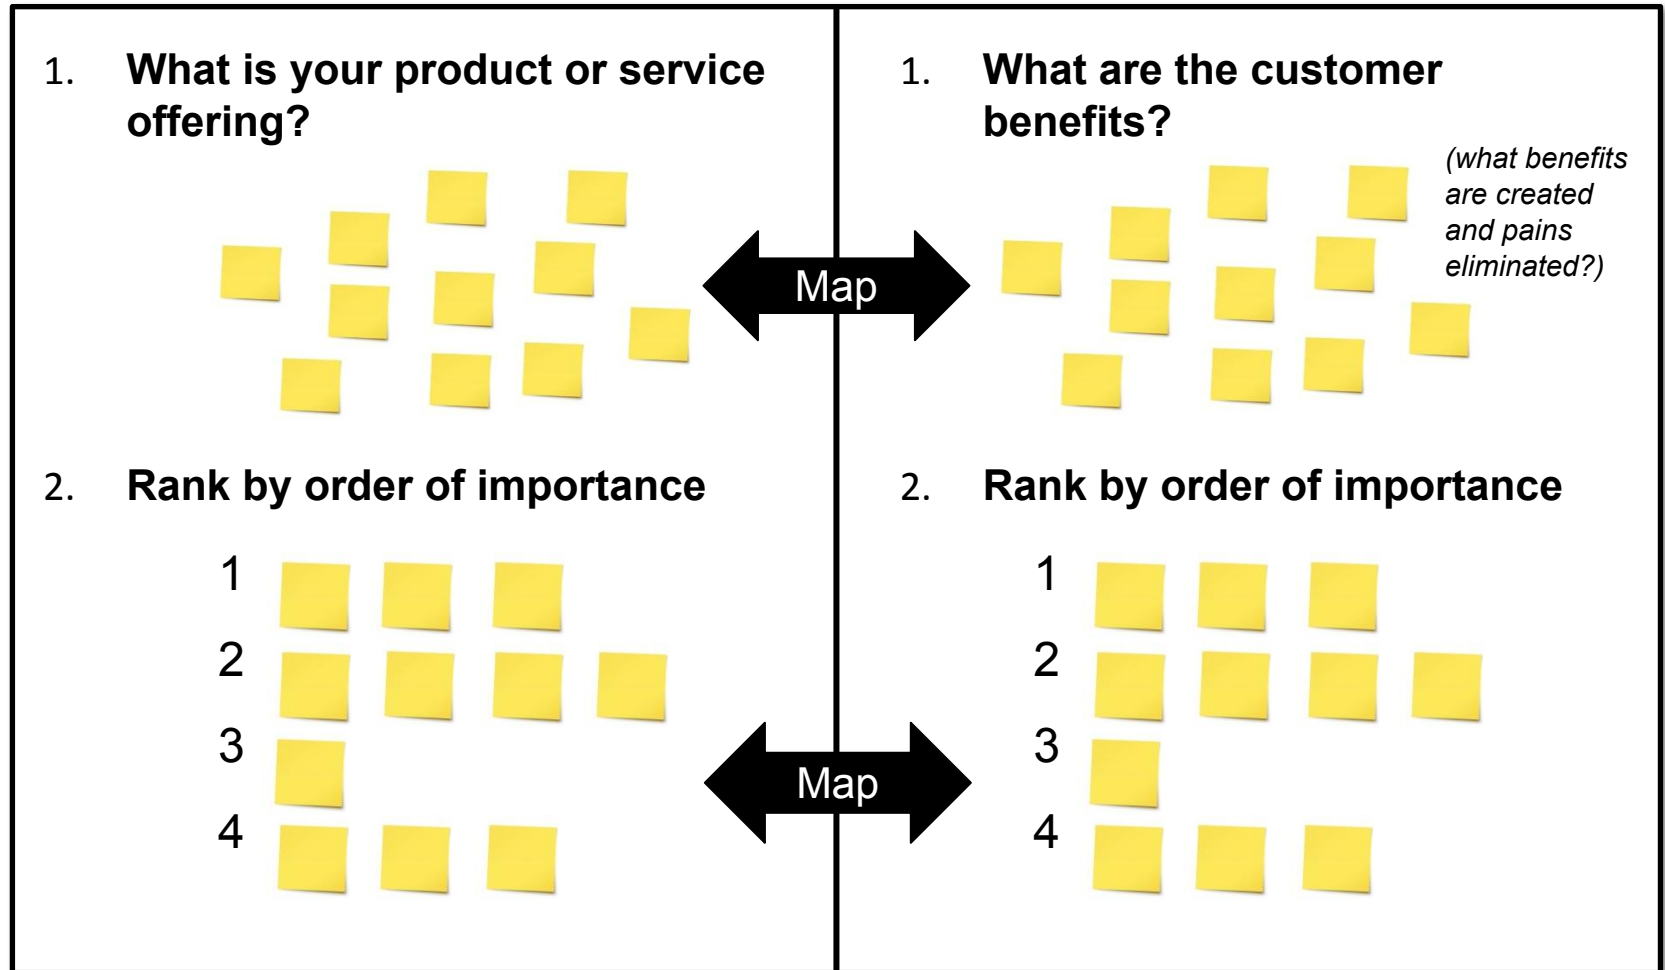 1. What is your product or service
offering?
Map
2. Rank by order of importance
1
2
3
4
Map
1. What are the customer
benefits?
(what benefits
are created
and pains
eliminated?)
2. Rank by order of importance
1
2
3
4